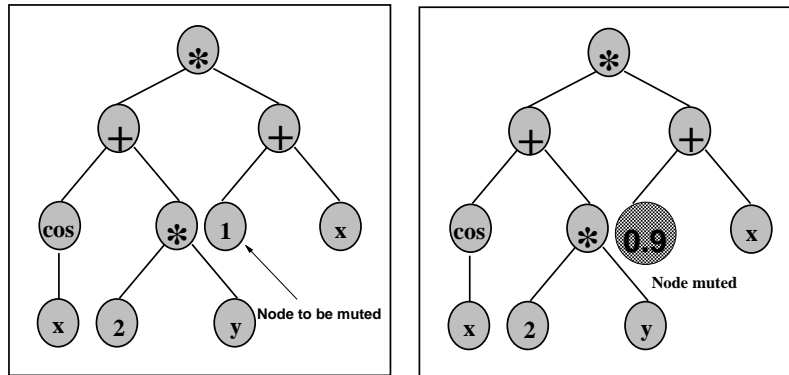 *
+ +
cos * 1 x
Node to be muted
x 2 y
*
+ +
cos * 0.9 x
Node muted
x 2 y